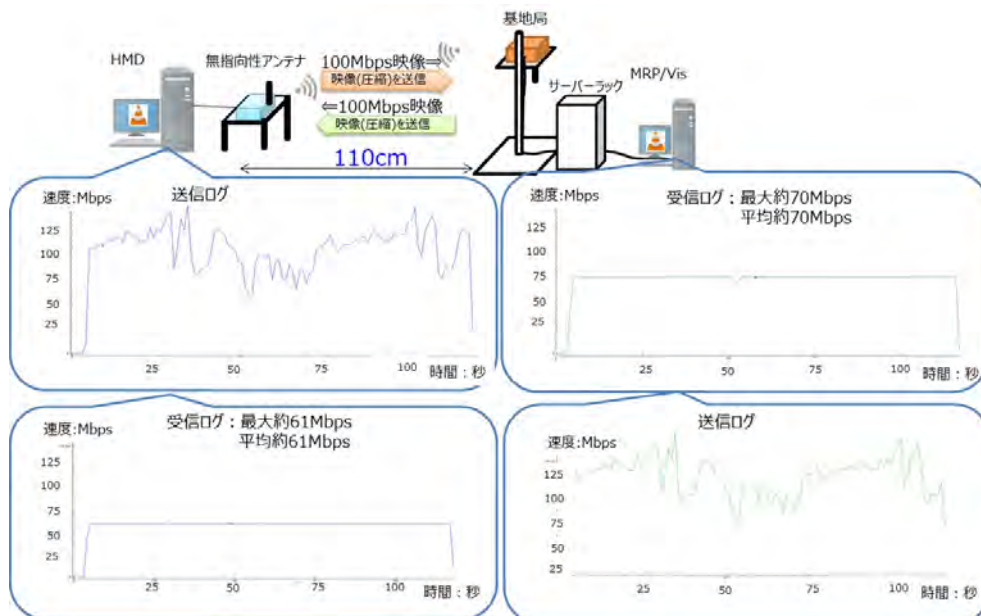 基地局
HMD
無指向性アンテナ
100Mbps映像⇒
映像(圧縮)を送信
⇐100Mbps映像
映像(圧縮)を送信
サーバーラック
MRP/Vis
110cm
速度:Mbps
送信ログ
125
100
75
50
25
25
50
75
100
時間：秒
速度:Mbps
受信ログ：最大約70Mbps
平均約70Mbps
125
100
75
50
25
25
50
75
100
時間：秒
速度:Mbps
受信ログ：最大約61Mbps
平均約61Mbps
125
100
75
50
25
25
50
75
100
時間：秒
送信ログ
速度:Mbps
125
100
75
50
25
25
50
75
100
時間：秒